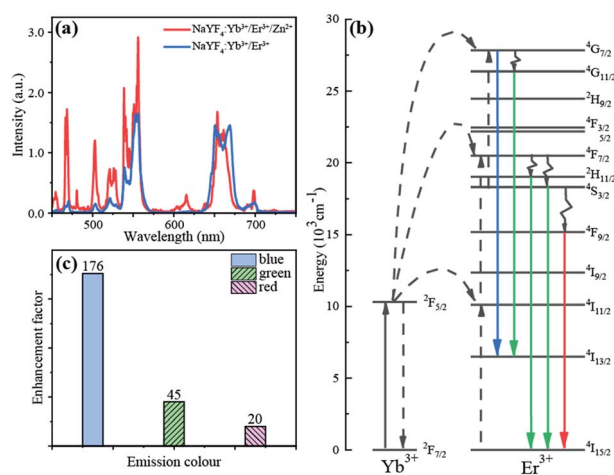 (a)
NaYF₄:Yb³⁺/Er³⁺/Zn²⁺
NaYF₄:Yb³⁺/Er³⁺
Intensity (a.u.)
3.0
2.0
1.0
0.0
500
600
700
Wavelength (nm)
(c)
blue
green
red
176
45
20
Enhancement factor
Emission colour
(b)
Energy (10³cm⁻¹)
30
25
20
15
10
5
0
²F₅/₂
²F₇/₂
Yb³⁺
⁴G₇/₂
⁴G₁₁/₂
²H₉/₂
⁴F₃/₂
5/2
⁴F₇/₂
²H₁₁/₂
⁴S₃/₂
⁴F₉/₂
⁴I₉/₂
⁴I₁₁/₂
⁴I₁₃/₂
⁴I₁₅/₂
Er³⁺